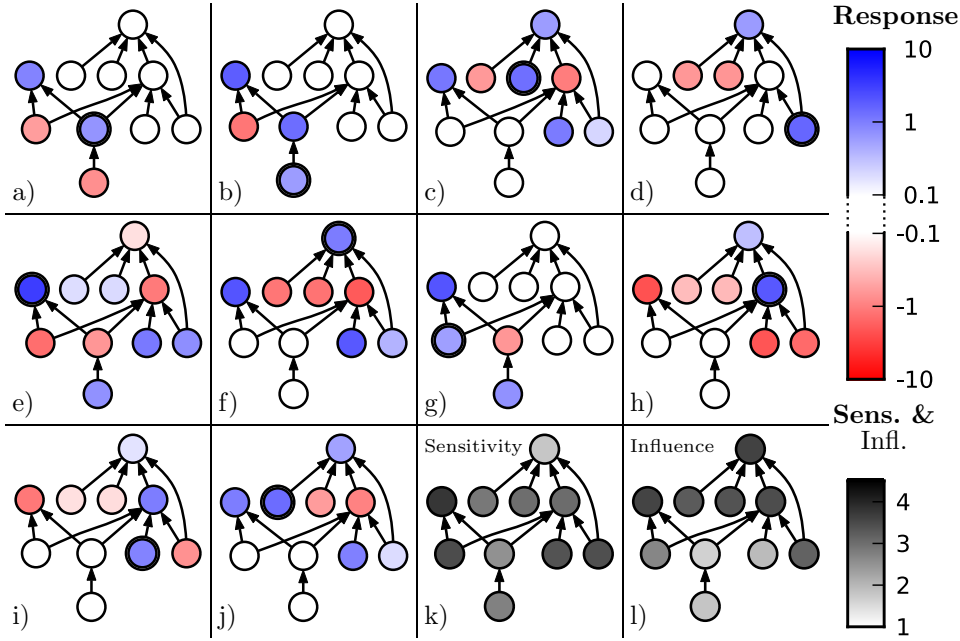 Response
10
1
0.1
-0.1
-1
-10
a)
b)
c)
d)
e)
f)
g)
h)
Sens. &
Infl.
Sensitivity
Influence
4
3
2
1
i)
j)
k)
l)